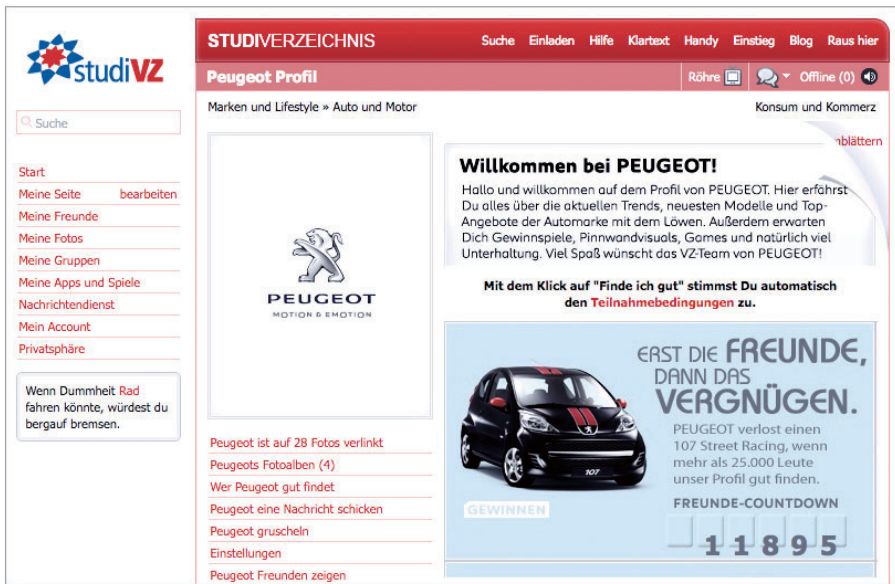 studiVZ
Suche
Start
Meine Seite bearbeiten
Meine Freunde
Meine Fotos
Meine Gruppen
Meine Apps und Spiele
Nachrichtendienst
Mein Account
Privatsphäre
Wenn Dummheit Rad
fahren könnte, würdest du
bergauf bremsen.
STUDIVERZEICHNIS
Suche Einladen Hilfe Klartext Handy Einstieg Blog Raus hier
Peugeot Profil
Röhre Offline (0)
Marken und Lifestyle » Auto und Motor
Konsum und Kommerz
PEUGEOT
MOTION & EMOTION
Peugeot ist auf 28 Fotos verlinkt
Peugeots Fotoalben (4)
Wer Peugeot gut findet
Peugeot eine Nachricht schicken
Peugeot gruscheln
Einstellungen
Peugeot Freunden zeigen
nblättern
Willkommen bei PEUGEOT!
Hallo und willkommen auf dem Profil von PEUGEOT. Hier erfährst
Du alles über die aktuellen Trends, neuesten Modelle und Top-
Angebote der Automarke mit dem Löwen. Außerdem erwarten
Dich Gewinnspiele, Pinnwandvisuals, Games und natürlich viel
Unterhaltung. Viel Spaß wünscht das VZ-Team von PEUGEOT!
Mit dem Klick auf "Finde ich gut" stimmst Du automatisch
den Teilnahmebedingungen zu.
ERST DIE FREUNDE,
DANN DAS
VERGNÜGEN.
PEUGEOT verlost einen
107 Street Racing, wenn
mehr als 25.000 Leute
unser Profil gut finden.
107
GEWINNEN
FREUNDE-COUNTDOWN
11895